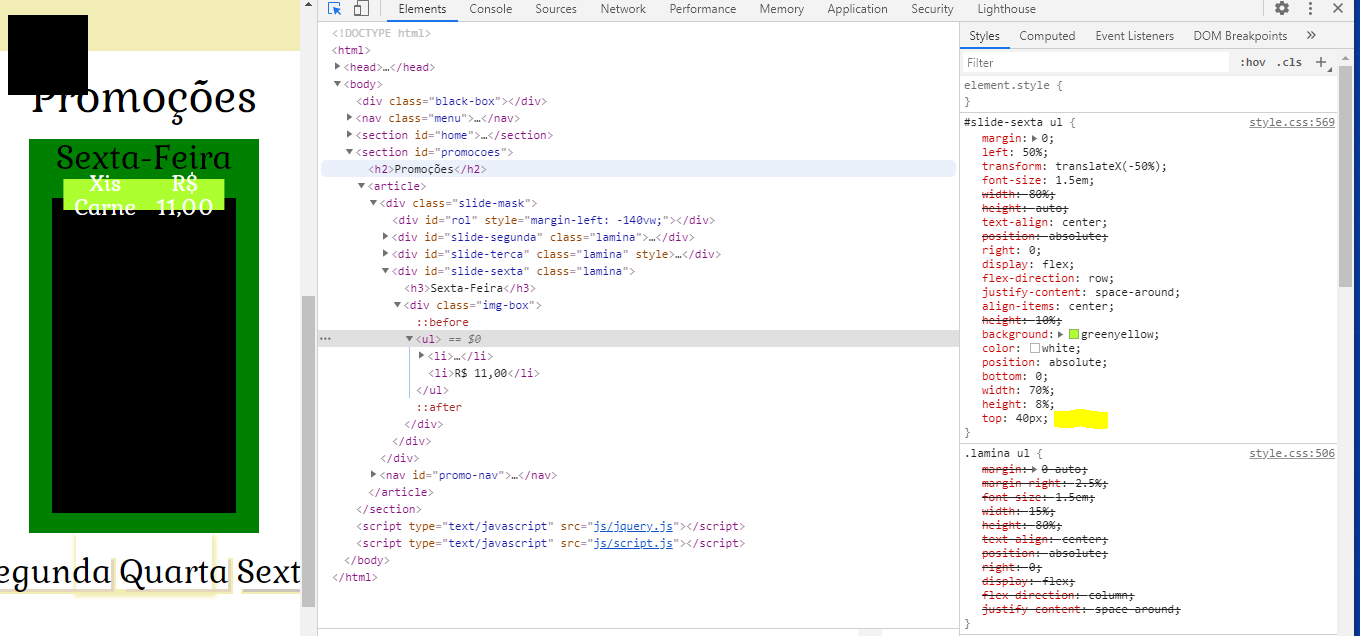 Promoções
Sexta-Feira
Xis
Carne
R$
11,00
egunda Quarta Sext
Elements Console Sources Network Performance Memory Application Security Lighthouse
<!DOCTYPE html>
<html>
<head>…</head>
<body>
<div class="black-box"></div>
<nav class="menu">…</nav>
<section id="home">…</section>
<section id="promocoes">
<h2>Promoções</h2>
<article>
<div class="slide-mask">
<div id="rol" style="margin-left: -140vw;"></div>
<div id="slide-segunda" class="lamina">…</div>
<div id="slide-terca" class="lamina" style>…</div>
<div id="slide-sexta" class="lamina">
<h3>Sexta-Feira</h3>
<div class="img-box">
::before
<ul> == $0
<li>…</li>
<li>R$ 11,00</li>
</ul>
::after
</div>
</div>
</div>
<nav id="promo-nav">…</nav>
</article>
</section>
<script type="text/javascript" src="js/jquery.js"></script>
<script type="text/javascript" src="js/script.js"></script>
</body>
</html>
Styles Computed Event Listeners DOM Breakpoints »
Filter :hov .cls +
element.style {
}
#slide-sexta ul { style.css:569
margin: 0;
left: 50%;
transform: translateX(-50%);
font-size: 1.5em;
width: 80%;
height: auto;
text-align: center;
position: absolute;
right: 0;
display: flex;
flex-direction: row;
justify-content: space-around;
align-items: center;
height: 10%;
background: greenyellow;
color: white;
position: absolute;
bottom: 0;
width: 70%;
height: 8%;
top: 40px;
}
.lamina ul { style.css:506
margin: 0 auto;
margin-right: 2.5%;
font-size: 1.5em;
width: 15%;
height: 80%;
text-align: center;
position: absolute;
right: 0;
display: flex;
flex-direction: column;
justify-content: space-around;
}